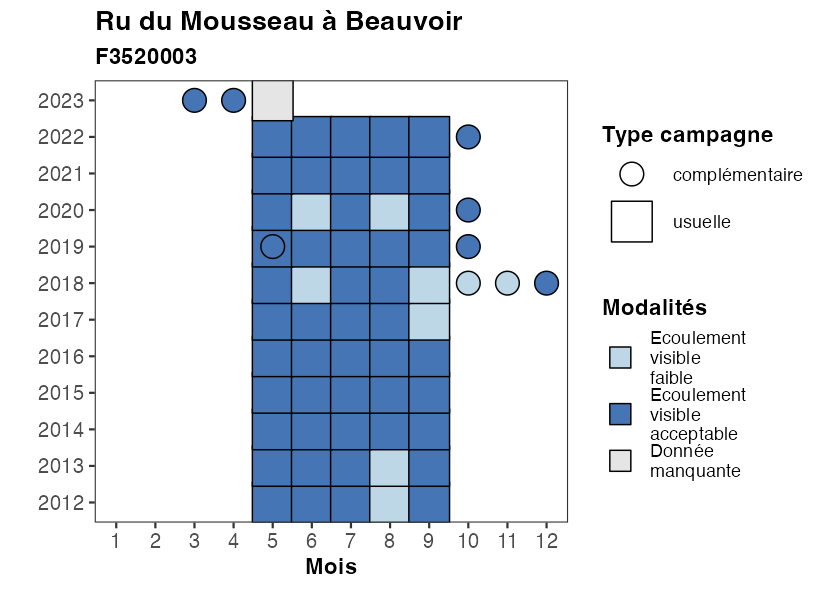 Ru du Mousseau à Beauvoir
F3520003
2023
2022
2021
2020
2019
2018
2017
2016
2015
2014
2013
2012
1 2 3 4 5 6 7 8 9 10 11 12
Mois
Type campagne
complémentaire
usuelle
Modalités
Ecoulement
visible
faible
Ecoulement
visible
acceptable
Donnée
manquante